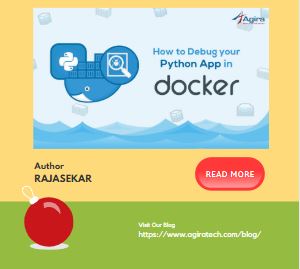 Agira
How to Debug your
Python App in
docker
Author
RAJASEKAR
READ MORE
Visit Our Blog
https://www.agiratech.com/blog/